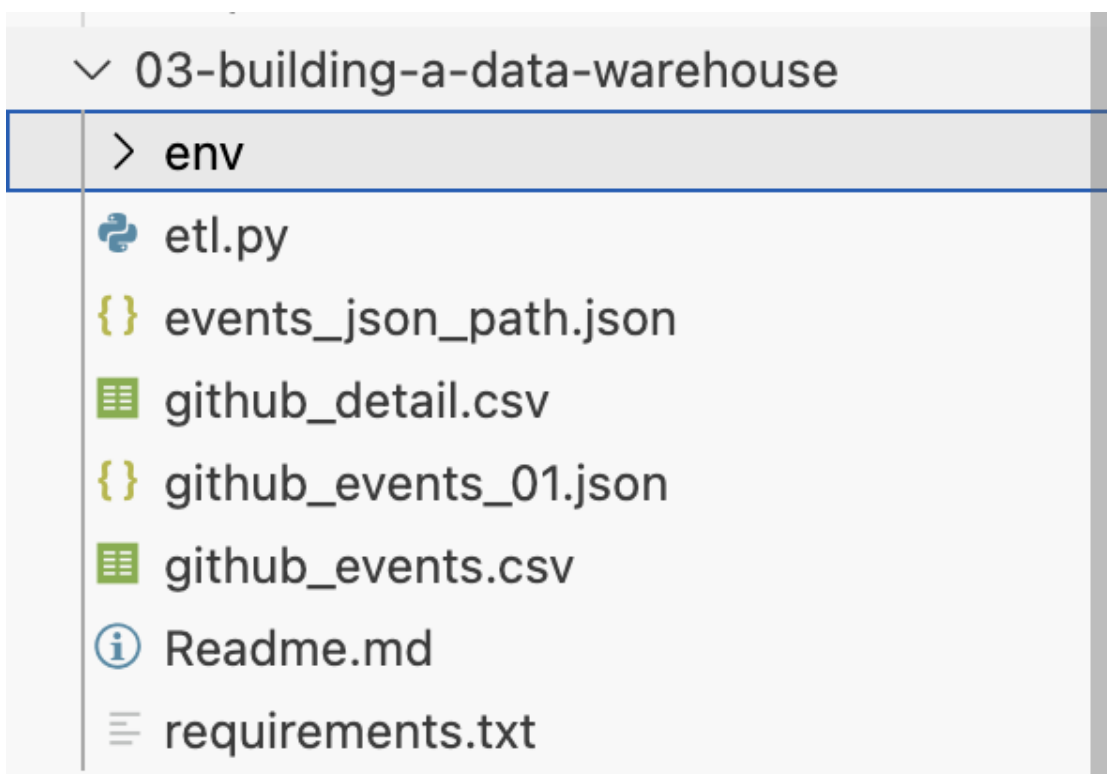 03-building-a-data-warehouse
env
etl.py
events_json_path.json
github_detail.csv
github_events_01.json
github_events.csv
Readme.md
requirements.txt